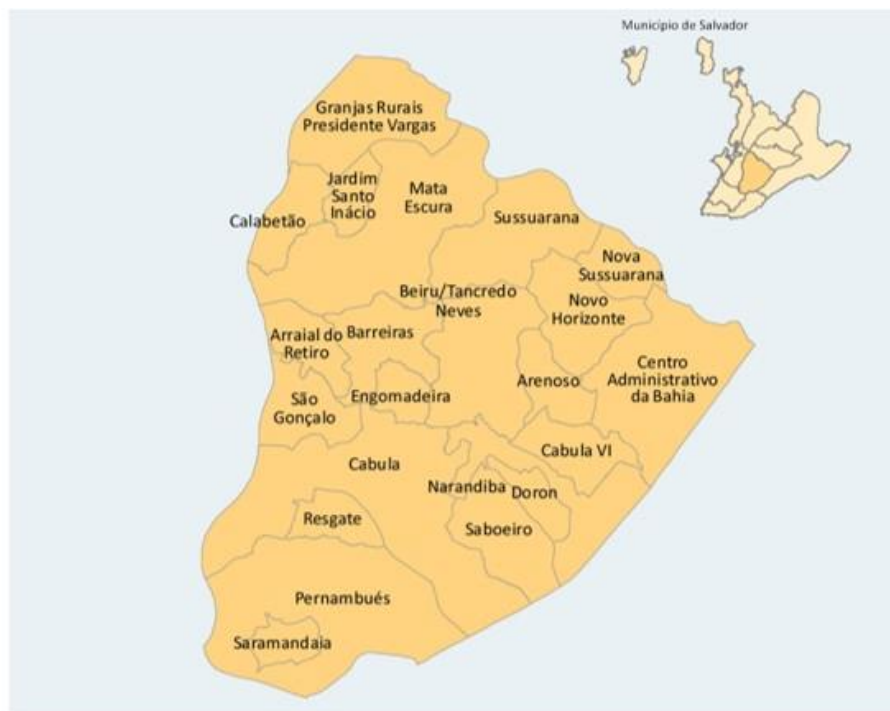 Município de Salvador
Granjas Rurais
Presidente Vargas
Jardim
Santo
Inácio
Mata
Escura
Calabetão
Sussuarana
Nova
Sussuarana
Beiru/Tancredo
Neves
Novo
Horizonte
Arraial do
Retiro
Barreiras
Centro
Administrativo
da Bahia
Arenoso
São
Gonçalo
Engomadeira
Cabula VI
Cabula
Narandiba
Doron
Resgate
Saboeiro
Pernambués
Saramandaia